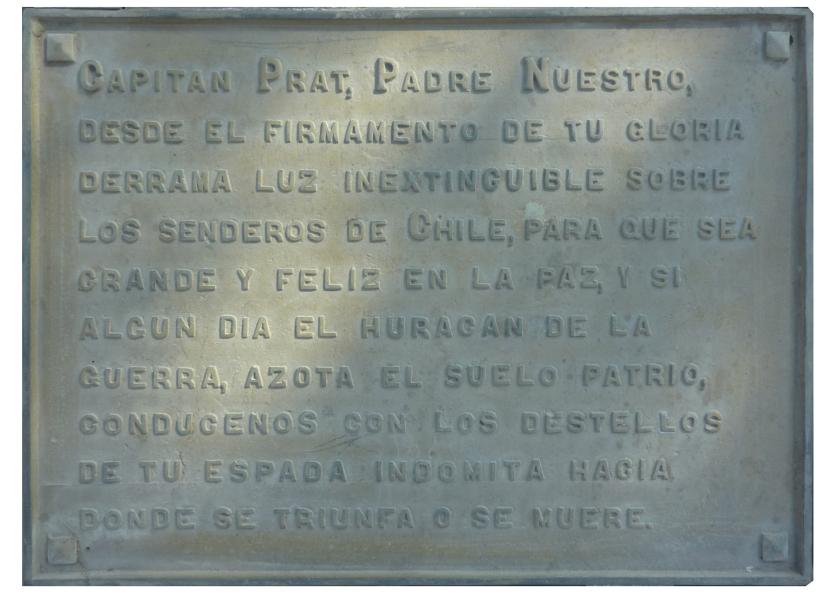 CAPITAN PRAT, PADRE NUESTRO,
DESDE EL FIRMAMENTO DE TU GLORIA
DERRAMA LUZ INEXTINGUIBLE SOBRE
LOS SENDEROS DE CHILE, PARA QUE SEA
GRANDE Y FELIZ EN LA PAZ, Y SI
ALGUN DIA EL HURACAN DE LA
GUERRA, AZOTA EL SUELO PATRIO,
CONDUCENOS CON LOS DESTELLOS
DE TU ESPADA INDOMITA HACIA
DONDE SE TRIUNFA O SE MUERE.